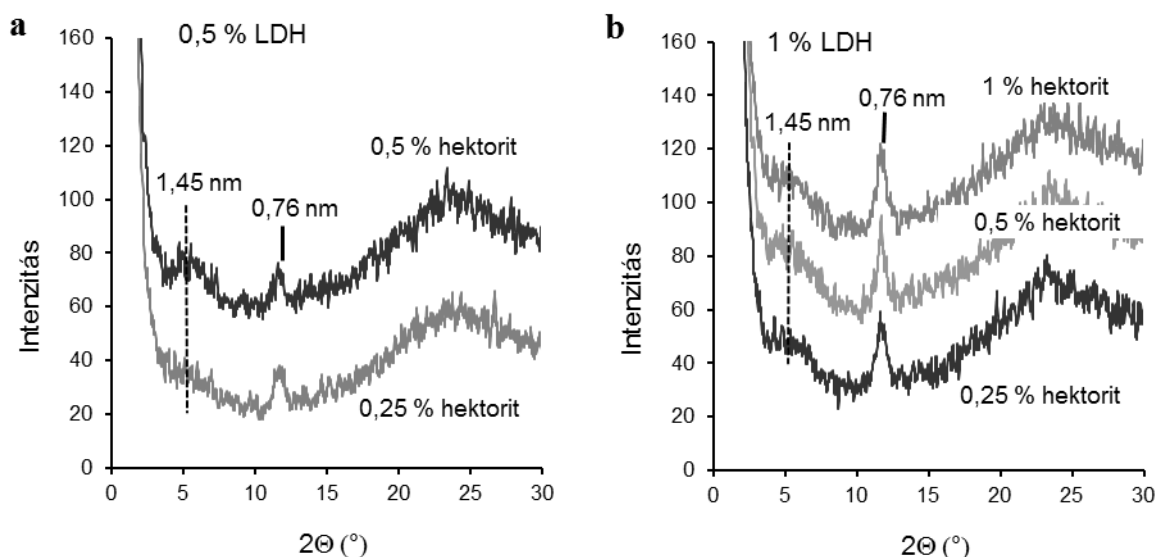 a
0,5 % LDH
160
140
120
100
80
60
40
20
0
Intenzitás
1,45 nm
0,76 nm
0,5 % hektorit
0,25 % hektorit
0 5 10 15 20 25 30
2Θ (°)
b
1 % LDH
160
140
120
100
80
60
40
20
0
Intenzitás
1,45 nm
0,76 nm
1 % hektorit
0,5 % hektorit
0,25 % hektorit
0 5 10 15 20 25 30
2Θ (°)